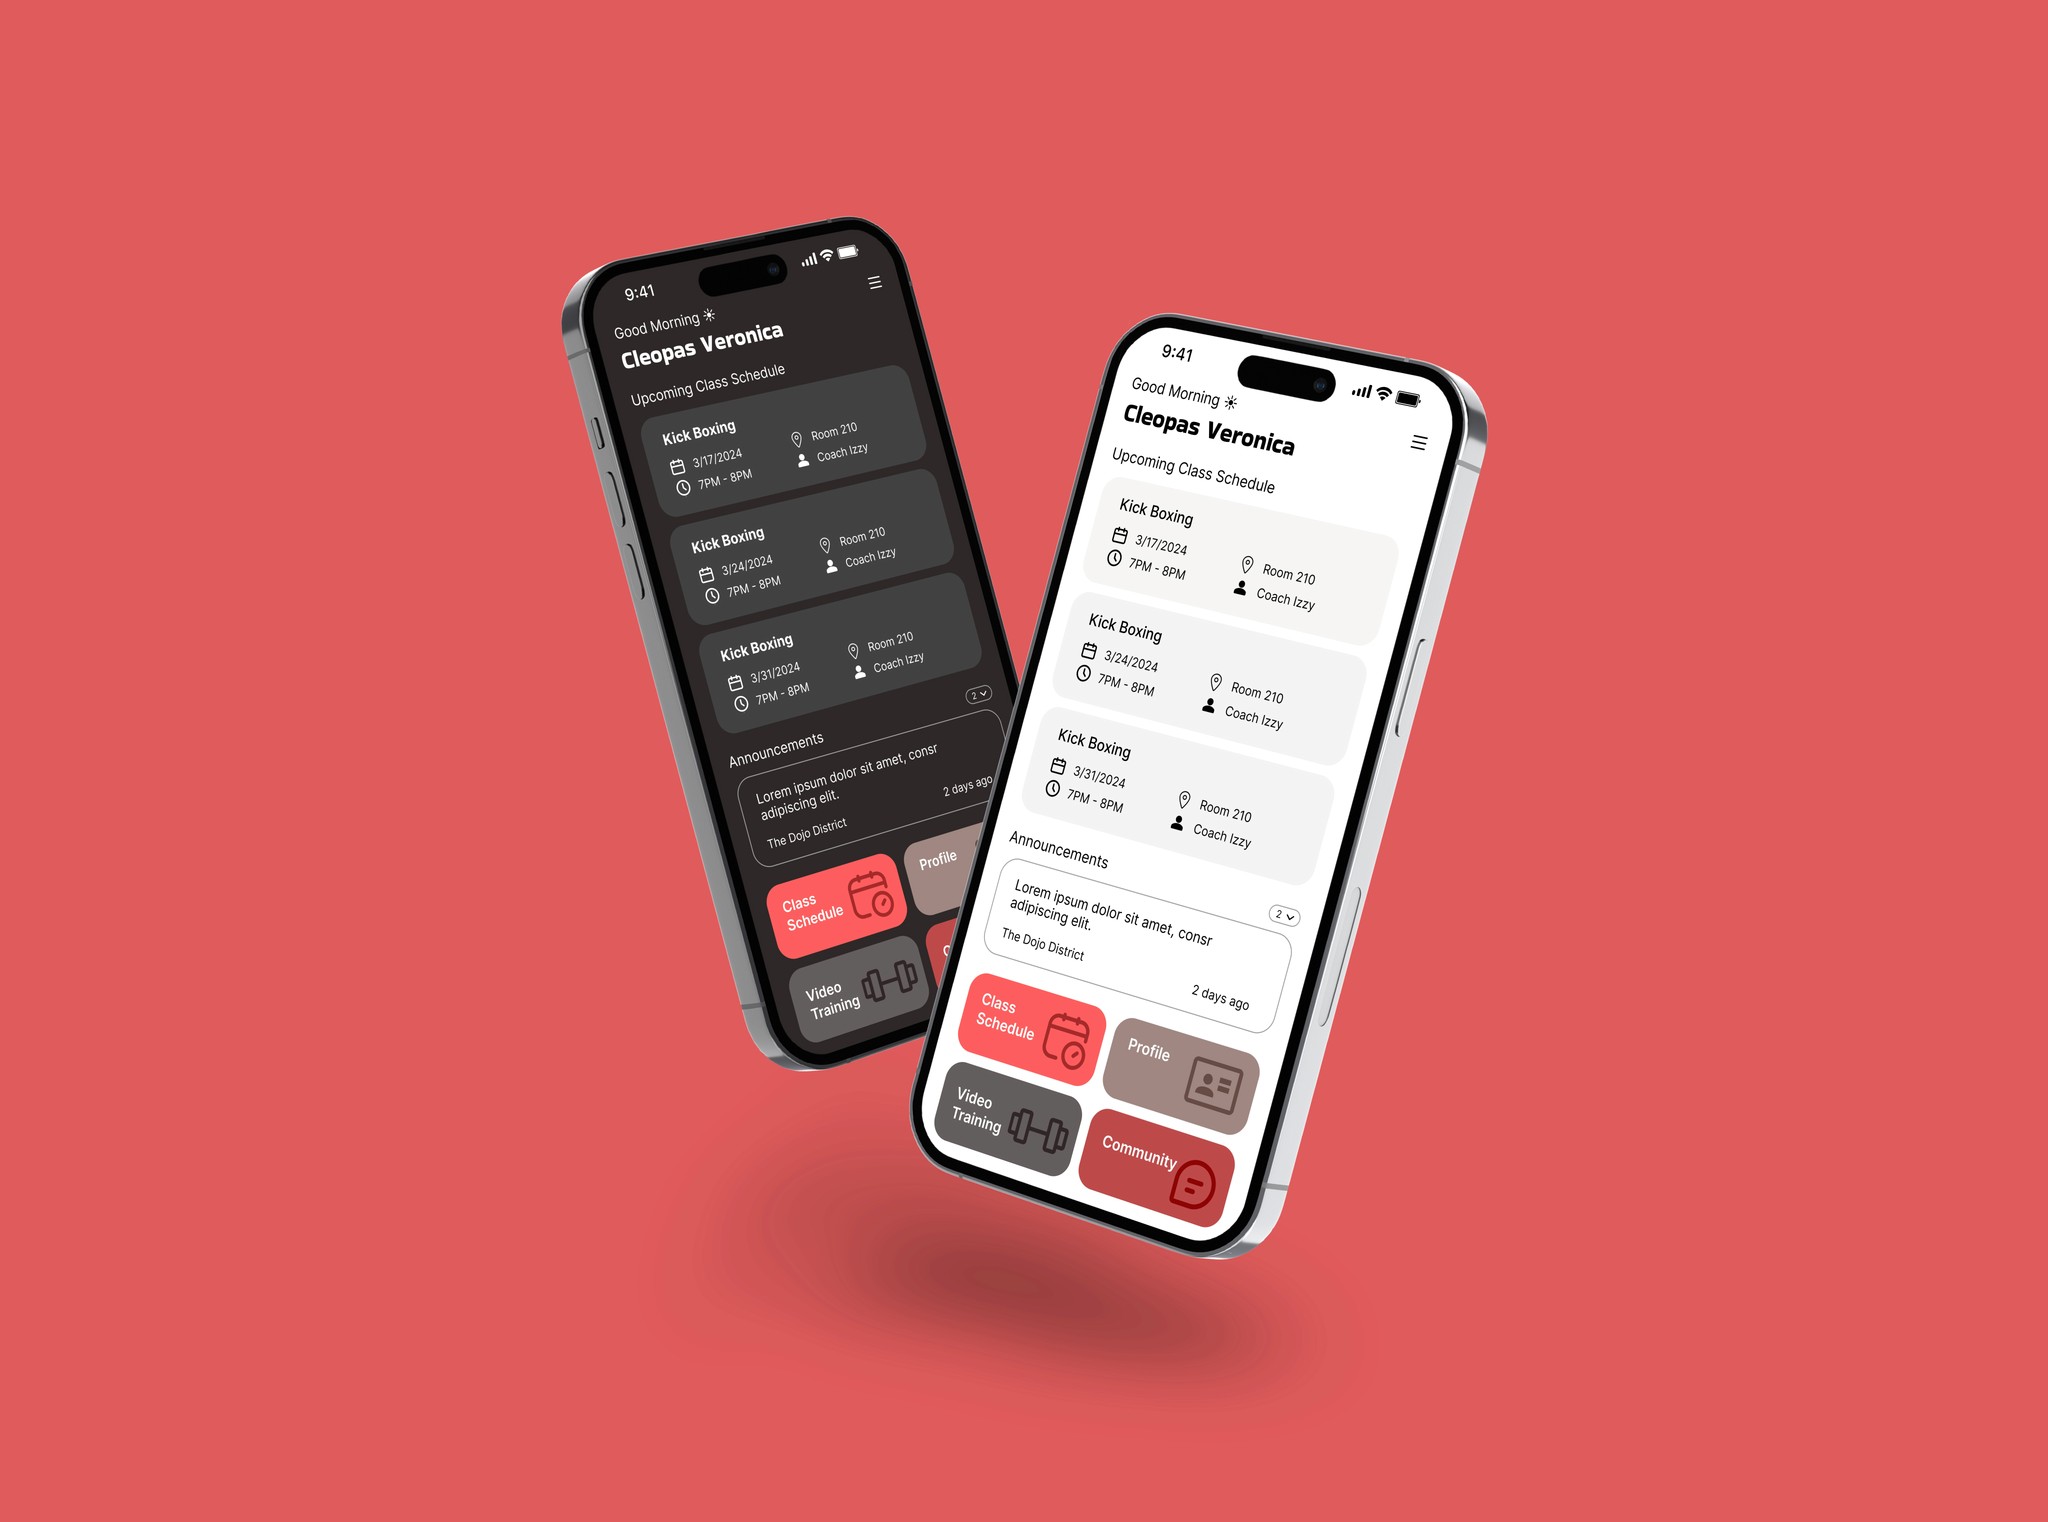 9:41
Good Morning
Cleopas Veronica
Upcoming Class Schedule
Kick Boxing
3/17/2024
Room 210
7PM - 8PM
Coach Izzy
Kick Boxing
3/24/2024
Room 210
7PM - 8PM
Coach Izzy
Kick Boxing
3/31/2024
Room 210
7PM - 8PM
Coach Izzy
2
Announcements
Lorem ipsum dolor sit amet, consr
adipiscing elit.
2 days ago
The Dojo District
Class
Schedule
Profile
Video
Training
9:41
Good Morning
Cleopas Veronica
Upcoming Class Schedule
Kick Boxing
3/17/2024
Room 210
7PM - 8PM
Coach Izzy
Kick Boxing
3/24/2024
Room 210
7PM - 8PM
Coach Izzy
Kick Boxing
3/31/2024
Room 210
7PM - 8PM
Coach Izzy
Announcements
2
Lorem ipsum dolor sit amet, consr
adipiscing elit.
The Dojo District
2 days ago
Class
Schedule
Profile
Video
Training
Community